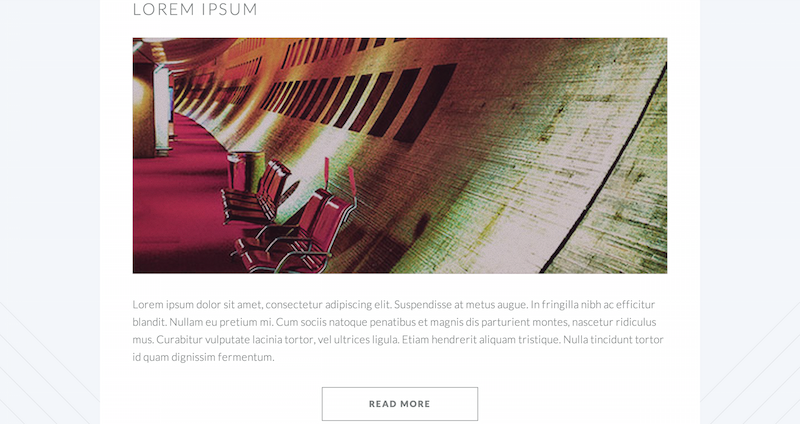 LOREM IPSUM
Lorem ipsum dolor sit amet, consectetur adipiscing elit. Suspendisse at metus augue. In fringilla nibh ac efficitur
blandit. Nullam eu pretium mi. Cum sociis natoque penatibus et magnis dis parturient montes, nascetur ridiculus
mus. Curabitur vulputate lacinia tortor, vel ultrices ligula. Etiam hendrerit aliquam tristique. Nulla tincidunt tortor
id quam dignissim fermentum.
READ MORE